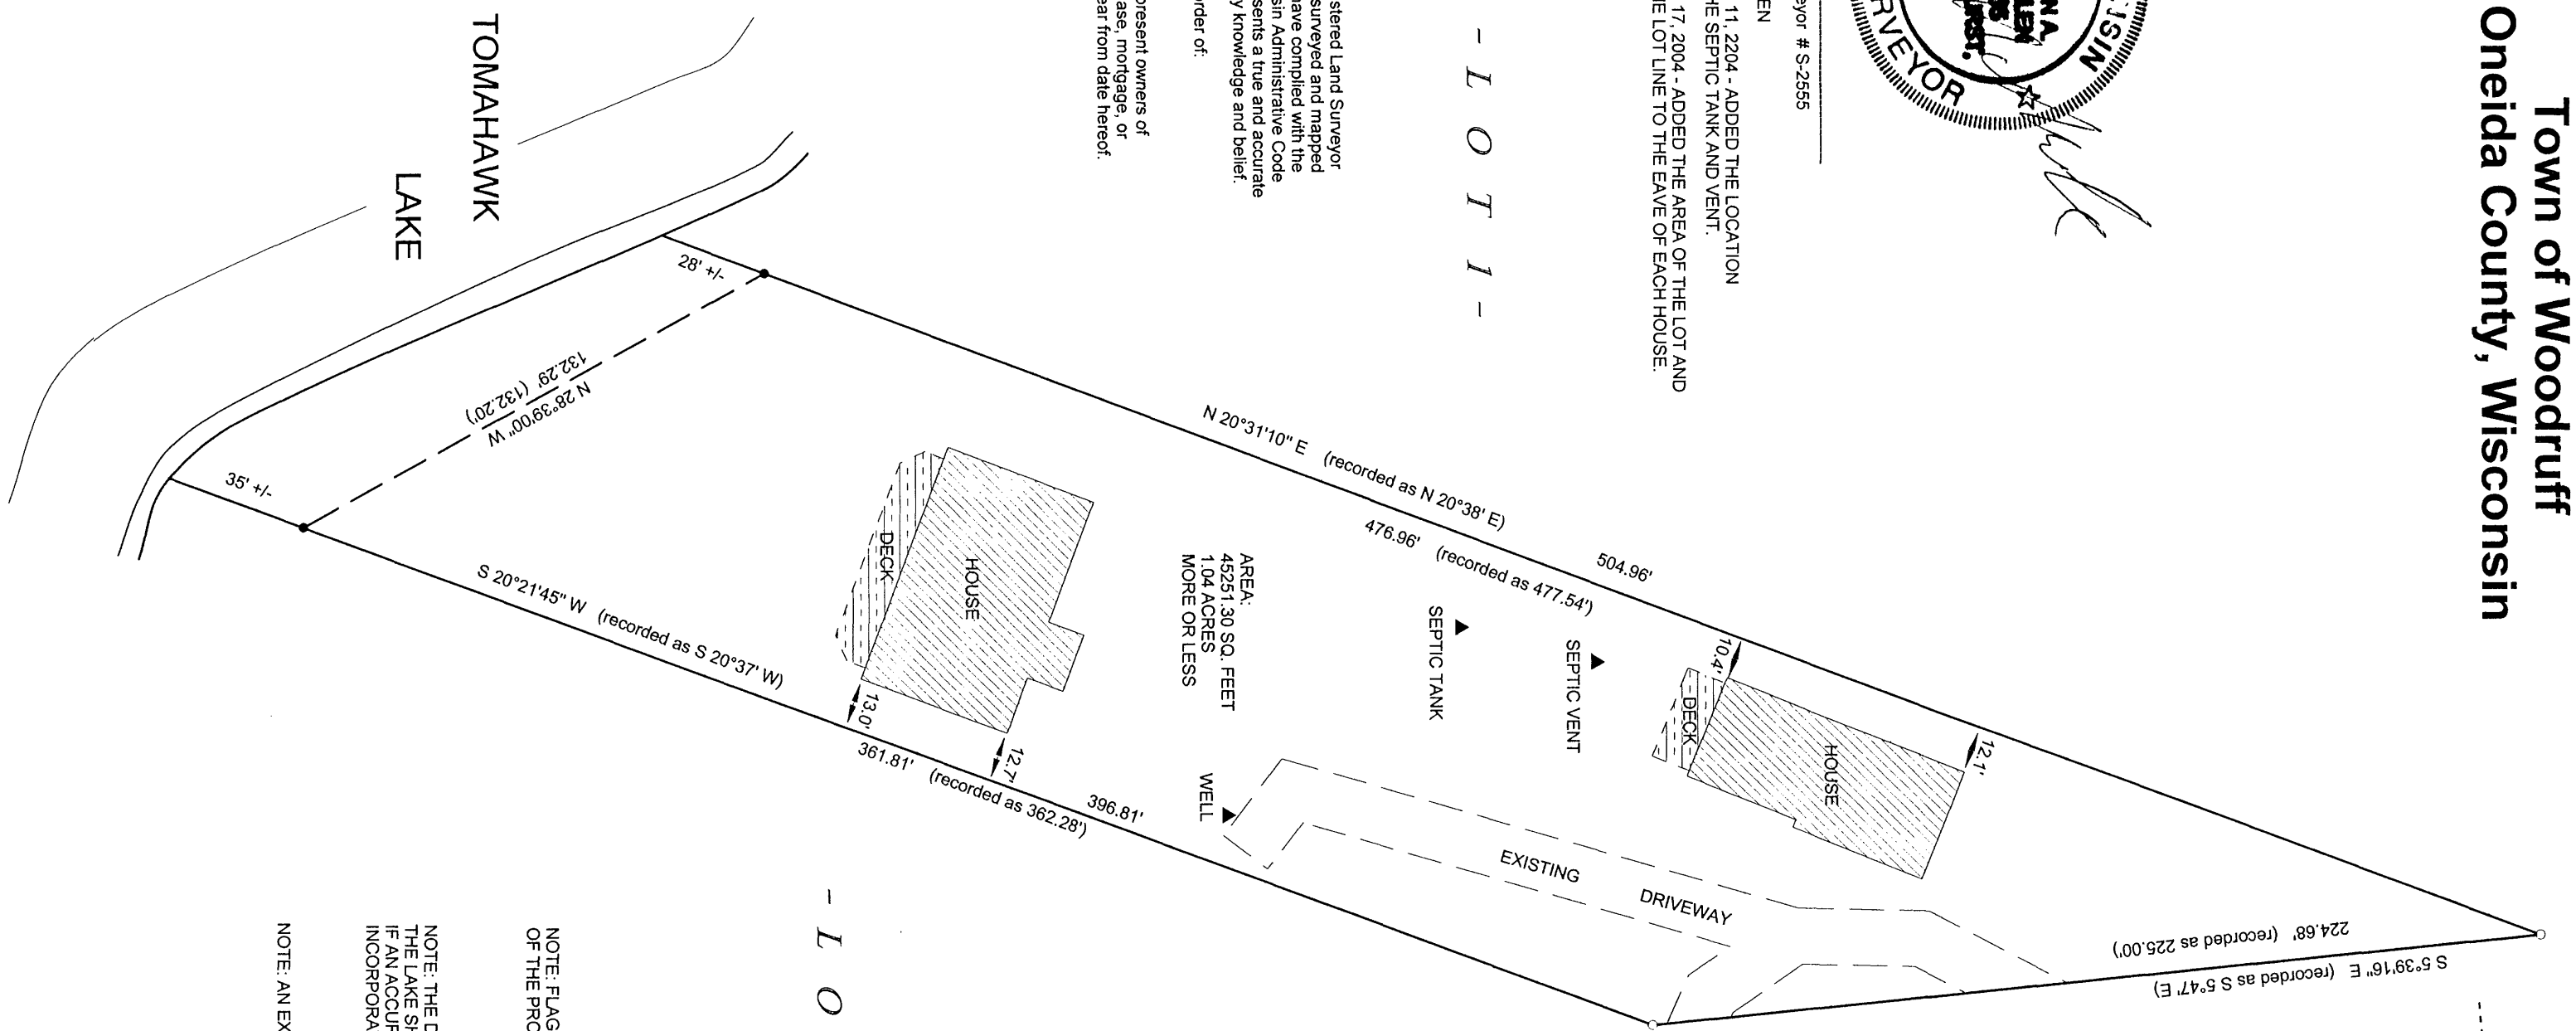 Town of Woodruff
Oneida County, Wisconsin
SIN
N A.
LEN
RST.
RVEYOR
eyor # S-2555
EN
11, 2204 - ADDED THE LOCATION
HE SEPTIC TANK AND VENT.
17, 2004 - ADDED THE AREA OF THE LOT AND
HE LOT LINE TO THE EAVE OF EACH HOUSE.
- L O T 1 -
stered Land Surveyor
surveyed and mapped
have complied with the
sin Administrative Code
sents a true and accurate
y knowledge and belief.
order of:
present owners of
ase, mortgage, or
ear from date hereof.
TOMAHAWK
LAKE
28' +/-
N 28°39'00" W
132.29' (132.20')
35' +/-
N 20°31'10" E (recorded as N 20°38' E)
476.96' (recorded as 477.54')
504.96'
S 20°21'45" W (recorded as S 20°37' W)
361.81' (recorded as 362.28')
396.81'
DECK
HOUSE
13.0'
12.7'
AREA:
45251.30 SQ. FEET
1.04 ACRES
MORE OR LESS
SEPTIC TANK
SEPTIC VENT
WELL
10.4'
12.1'
DECK
HOUSE
EXISTING
DRIVEWAY
224.68' (recorded as 225.00')
S 5°39'16" E (recorded as S 5°47' E)
- L O
NOTE: FLAG
OF THE PRO
NOTE: THE D
THE LAKE SH
IF AN ACCUR
INCORPORA
NOTE: AN EX